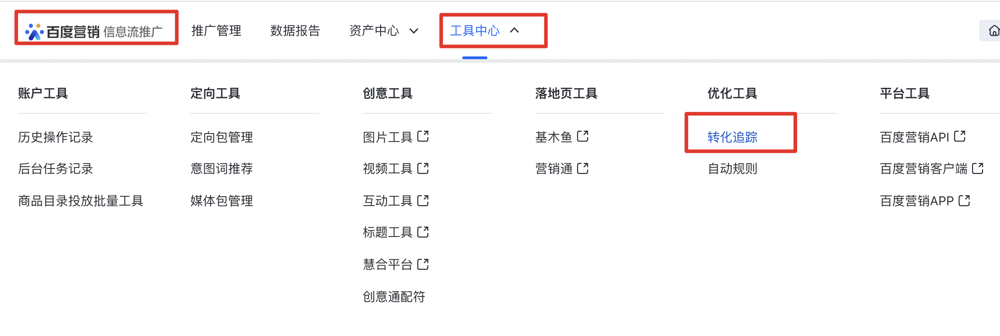 百度营销 信息流推广 推广管理 数据报告 资产中心 工具中心
账户工具 定向工具 创意工具 落地页工具 优化工具 平台工具
历史操作记录 定向包管理 图片工具 基木鱼 转化追踪 百度营销API
后台任务记录 意图词推荐 视频工具 营销通 自动规则 百度营销客户端
商品目录投放批量工具 媒体包管理 互动工具 百度营销APP
标题工具
慧合平台
创意通配符